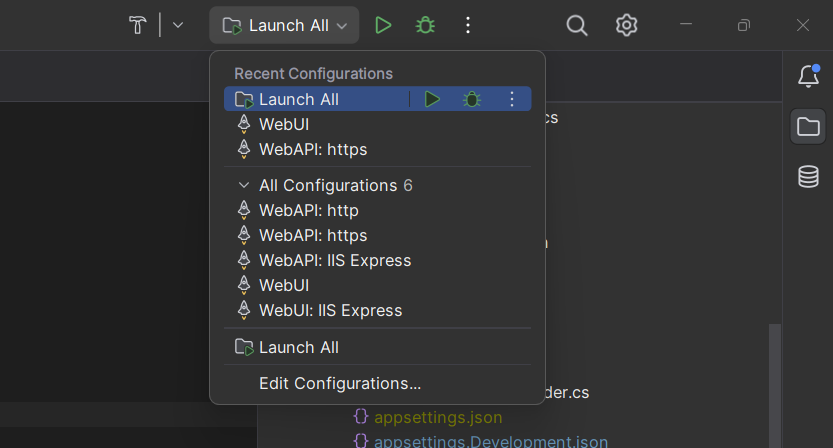 Launch All
Recent Configurations
Launch All
WebUI
WebAPI: https
All Configurations 6
WebAPI: http
WebAPI: https
WebAPI: IIS Express
WebUI
WebUI: IIS Express
Launch All
Edit Configurations...
cs
der.cs
{} appsettings.json
{} appsettings.Development.json